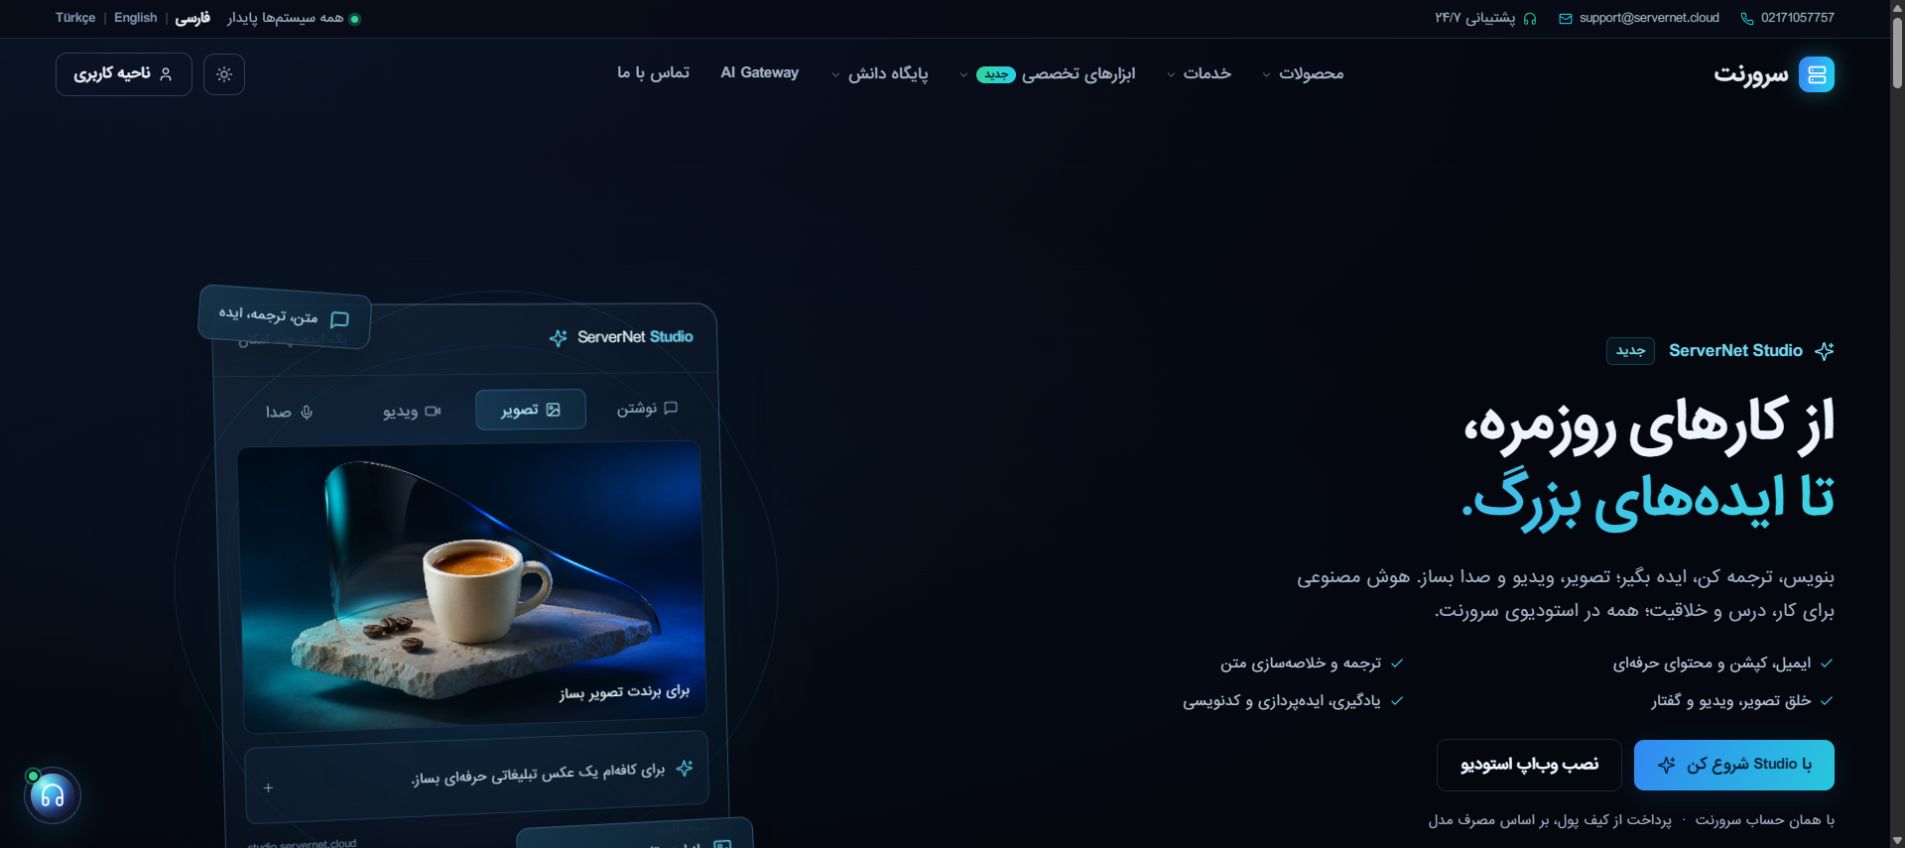 02171057757
support@servernet.cloud
پشتیبانی ۲۴/۷
همه سیستم‌ها پایدار
فارسی | English | Türkçe
سرورنت
محصولات
خدمات
ابزارهای تخصصی جدید
پایگاه دانش
AI Gateway
تماس با ما
ناحیه کاربری
ServerNet Studio جدید
از کارهای روزمره،
تا ایده‌های بزرگ.
بنویس، ترجمه کن، ایده بگیر؛ تصویر، ویدیو و صدا بساز. هوش مصنوعی
برای کار، درس و خلاقیت؛ همه در استودیوی سرورنت.
ایمیل، کپشن و محتوای حرفه‌ای
ترجمه و خلاصه‌سازی متن
خلق تصویر، ویدیو و گفتار
یادگیری، ایده‌پردازی و کدنویسی
با Studio شروع کن
نصب وب‌اپ استودیو
با همان حساب سرورنت · پرداخت از کیف پول، بر اساس مصرف مدل
متن، ترجمه، ایده
ServerNet Studio
نوشتن
تصویر
ویدیو
صدا
برای برندت تصویر بساز
برای کافه‌ام یک عکس تبلیغاتی حرفه‌ای بساز.
studio.servernet.cloud